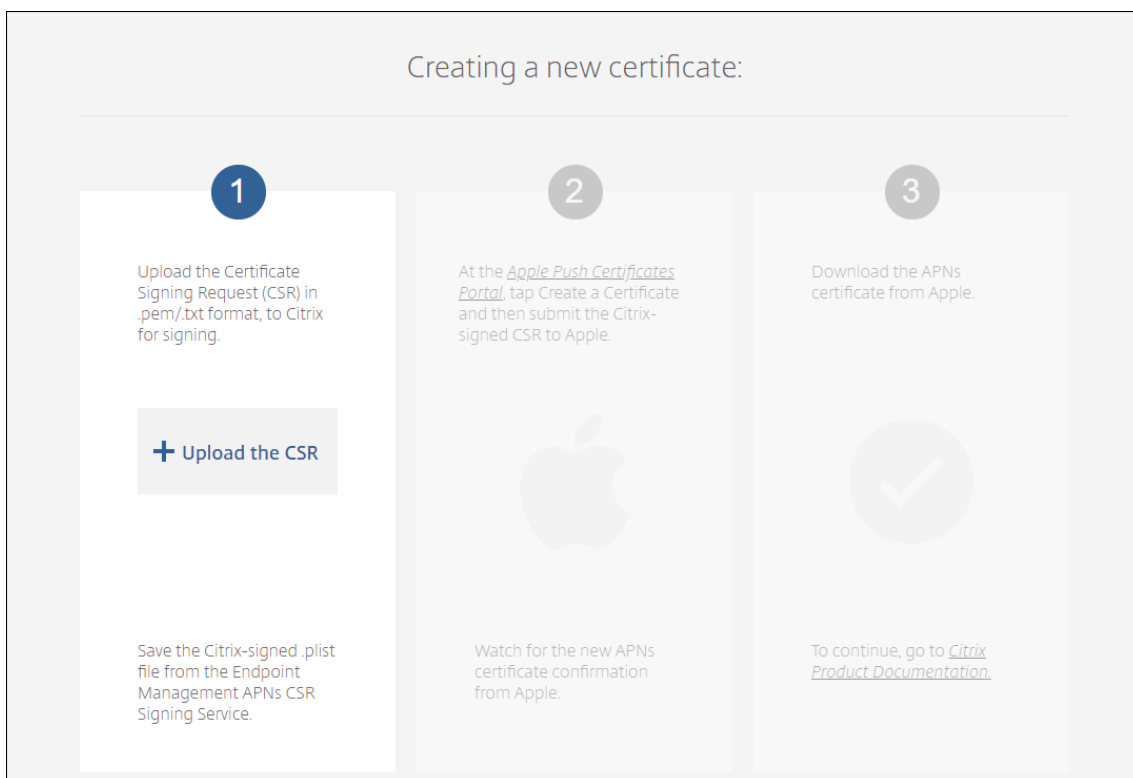 Creating a new certificate:
1
Upload the Certificate
Signing Request (CSR) in
.pem/.txt format, to Citrix
for signing.
+ Upload the CSR
Save the Citrix-signed .plist
file from the Endpoint
Management APNs CSR
Signing Service.
2
At the Apple Push Certificates
Portal, tap Create a Certificate
and then submit the Citrix-
signed CSR to Apple.
Watch for the new APNs
certificate confirmation
from Apple.
3
Download the APNs
certificate from Apple.
To continue, go to Citrix
Product Documentation.